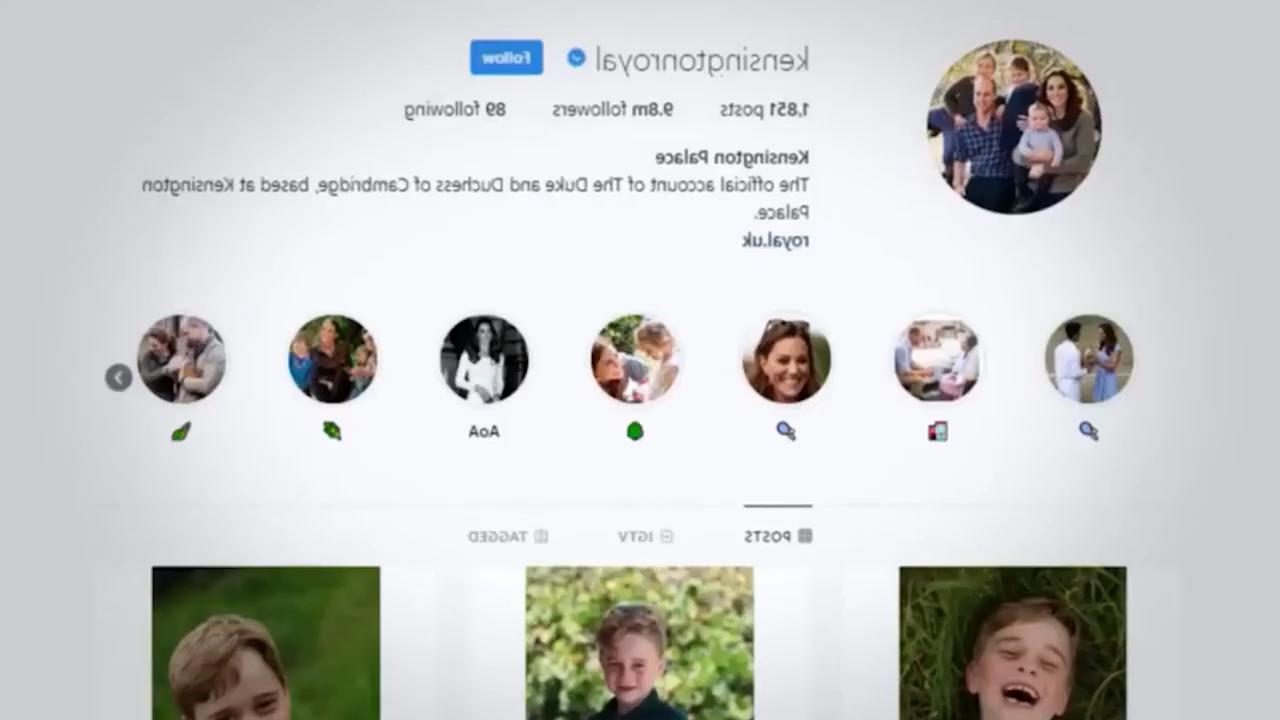 kensingtonroyal Follow
1,851 posts 9.8m followers 89 following
Kensington Palace
The official account of The Duke and Duchess of Cambridge, based at Kensington
Palace.
royal.uk
AoA
POSTS IGTV TAGGED